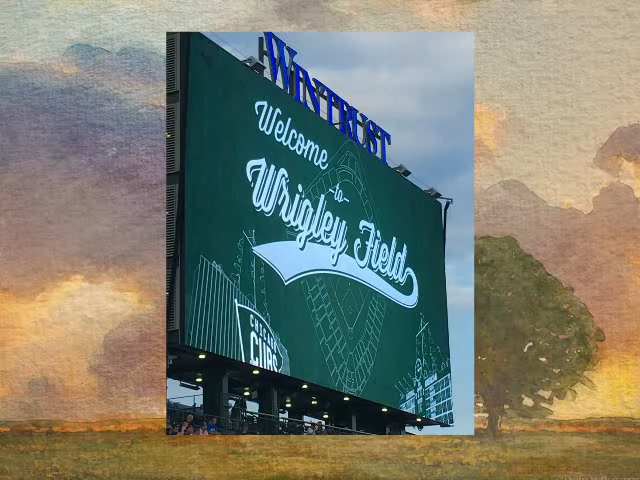 WINTRUST
Welcome
to
Wrigley Field
CHICAGO
CUBS